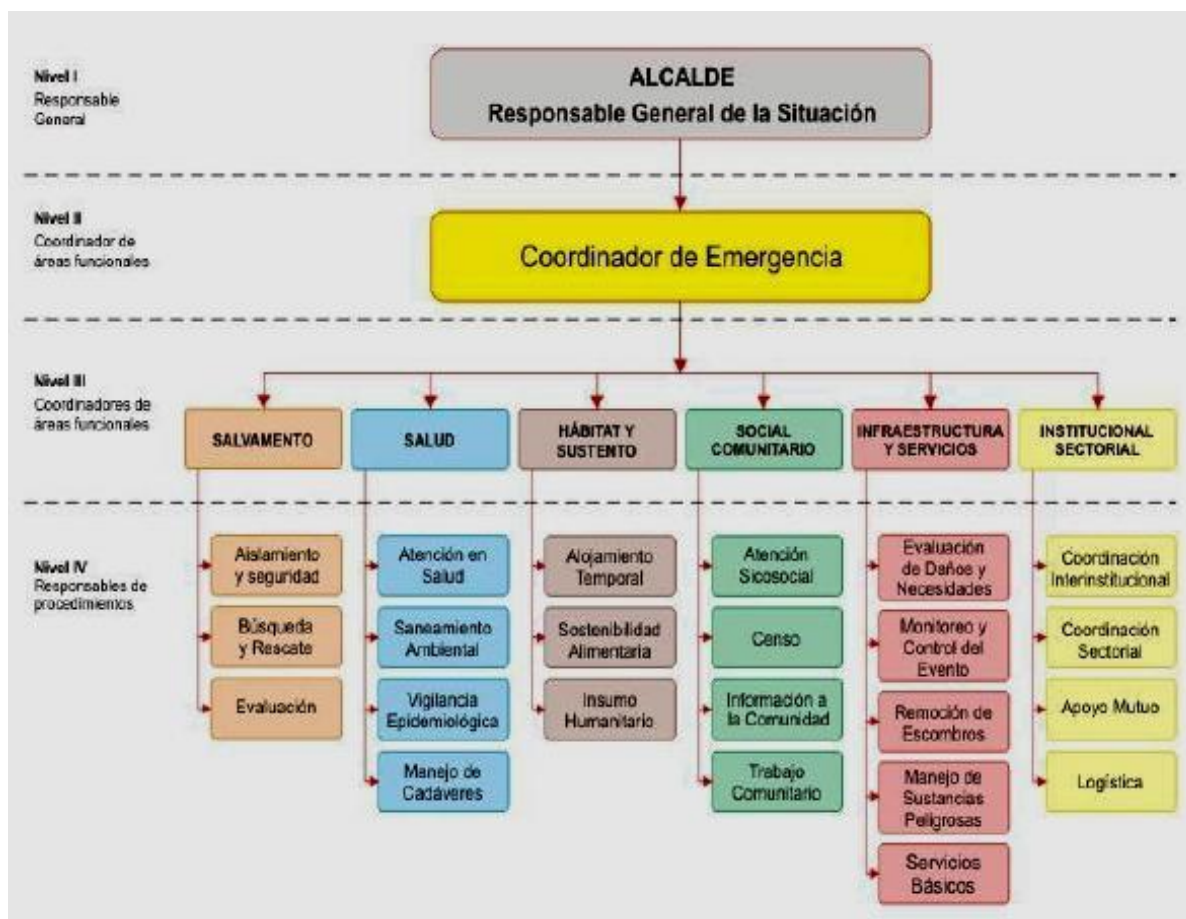 Nivel I
Responsable
General
ALCALDE
Responsable General de la Situación
Nivel II
Coordinador de
áreas funcionales
Coordinador de Emergencia
Nivel III
Coordinadores de
áreas funcionales
SALVAMENTO
SALUD
HÁBITAT Y
SUSTENTO
SOCIAL
COMUNITARIO
INFRAESTRUCTURA
Y SERVICIOS
INSTITUCIONAL
SECTORIAL
Nivel IV
Responsables de
procedimientos
Aislamiento
y seguridad
Búsqueda
y Rescate
Evaluación
Atención en
Salud
Saneamiento
Ambiental
Vigilancia
Epidemiológica
Manejo de
Cadáveres
Alojamiento
Temporal
Sostenibilidad
Alimentaria
Insumo
Humanitario
Atención
Sicosocial
Censo
Información a
la Comunidad
Trabajo
Comunitario
Evaluación
de Daños y
Necesidades
Monitoreo y
Control del
Evento
Remoción de
Escombros
Manejo de
Sustancias
Peligrosas
Servicios
Básicos
Coordinación
Interinstitucional
Coordinación
Sectorial
Apoyo Mutuo
Logística